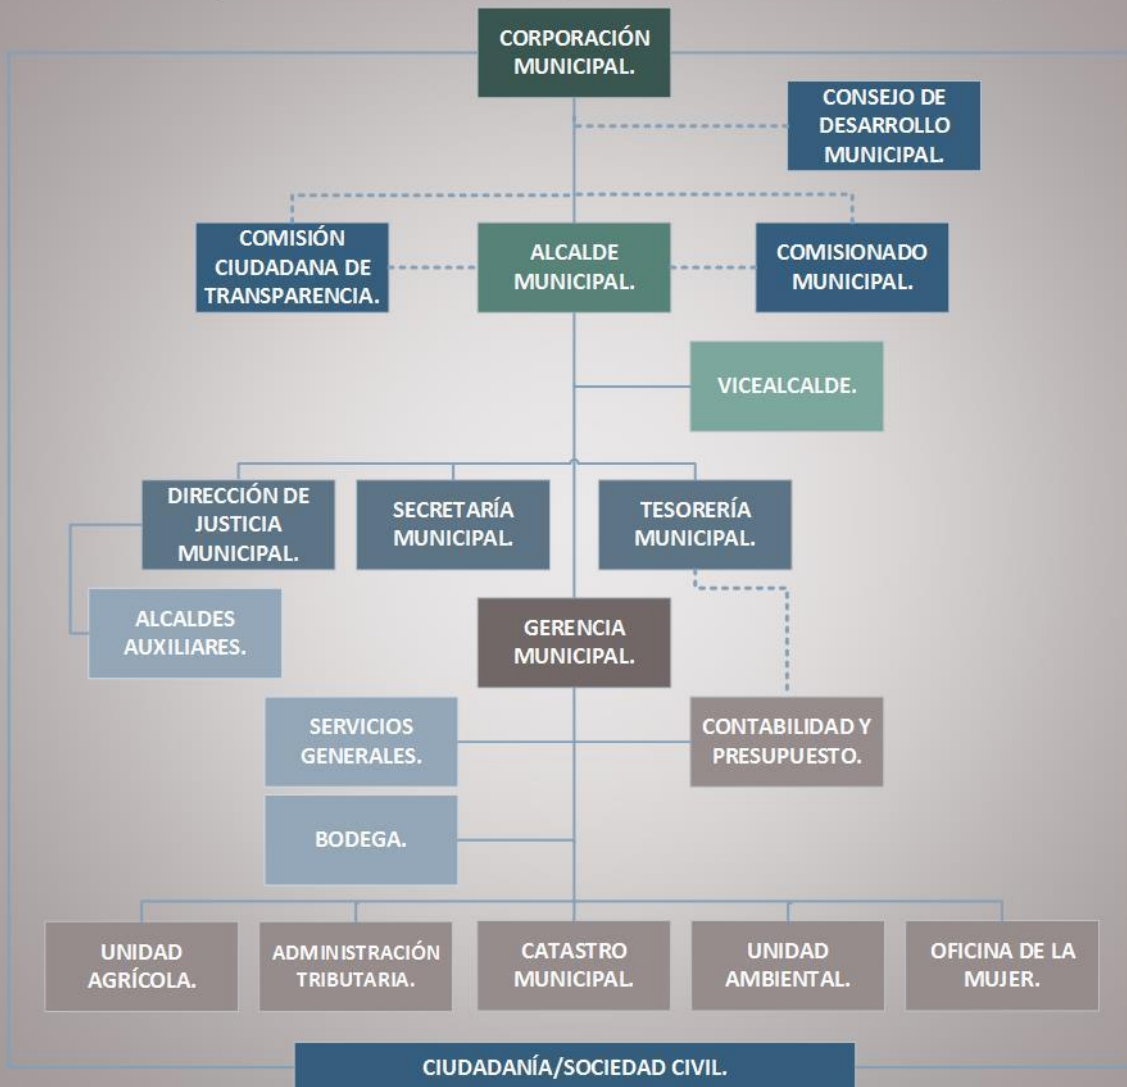 CORPORACIÓN
MUNICIPAL.
CONSEJO DE
DESARROLLO
MUNICIPAL.
COMISIÓN
CIUDADANA DE
TRANSPARENCIA.
ALCALDE
MUNICIPAL.
COMISIONADO
MUNICIPAL.
VICEALCALDE.
DIRECCIÓN DE
JUSTICIA
MUNICIPAL.
SECRETARÍA
MUNICIPAL.
TESORERÍA
MUNICIPAL.
ALCALDES
AUXILIARES.
GERENCIA
MUNICIPAL.
SERVICIOS
GENERALES.
CONTABILIDAD Y
PRESUPUESTO.
BODEGA.
UNIDAD
AGRÍCOLA.
ADMINISTRACIÓN
TRIBUTARIA.
CATASTRO
MUNICIPAL.
UNIDAD
AMBIENTAL.
OFICINA DE LA
MUJER.
CIUDADANÍA/SOCIEDAD CIVIL.